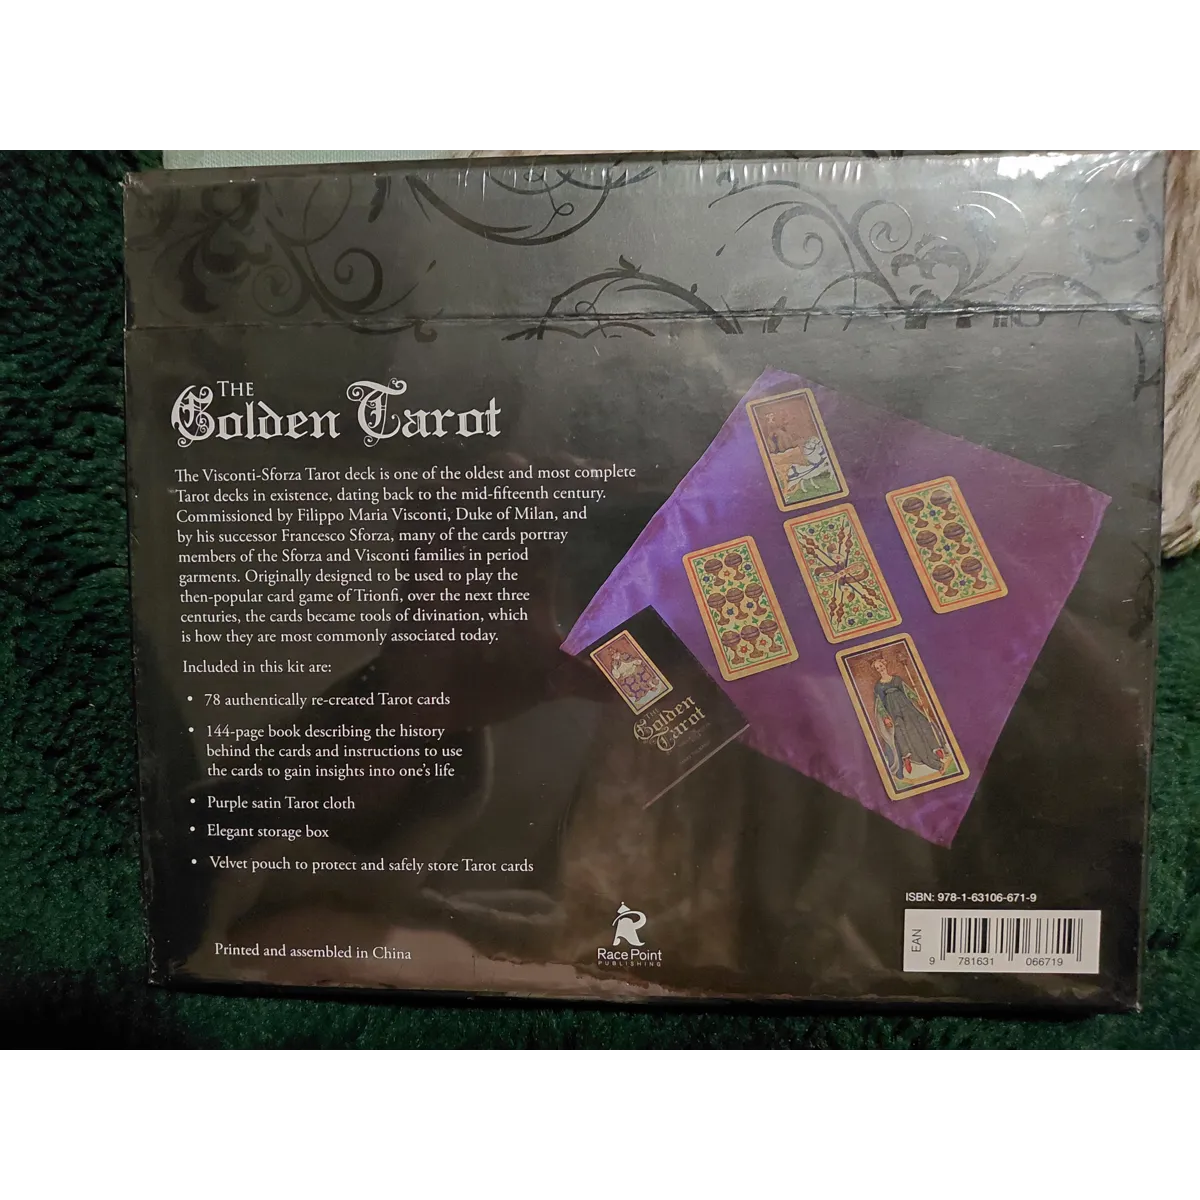 THE
Golden Tarot
The Visconti-Sforza Tarot deck is one of the oldest and most complete
Tarot decks in existence, dating back to the mid-fifteenth century.
Commissioned by Filippo Maria Visconti, Duke of Milan, and
by his successor Francesco Sforza, many of the cards portray
members of the Sforza and Visconti families in period
garments. Originally designed to be used to play the
then-popular card game of Trionfi, over the next three
centuries, the cards became tools of divination, which
is how they are most commonly associated today.
Included in this kit are:
• 78 authentically re-created Tarot cards
• 144-page book describing the history
behind the cards and instructions to use
the cards to gain insights into one's life
• Purple satin Tarot cloth
• Elegant storage box
• Velvet pouch to protect and safely store Tarot cards
Printed and assembled in China
THE
Golden
Tarot
Race Point
PUBLISHING
ISBN: 978-1-63106-671-9
EAN
9 781631 066719